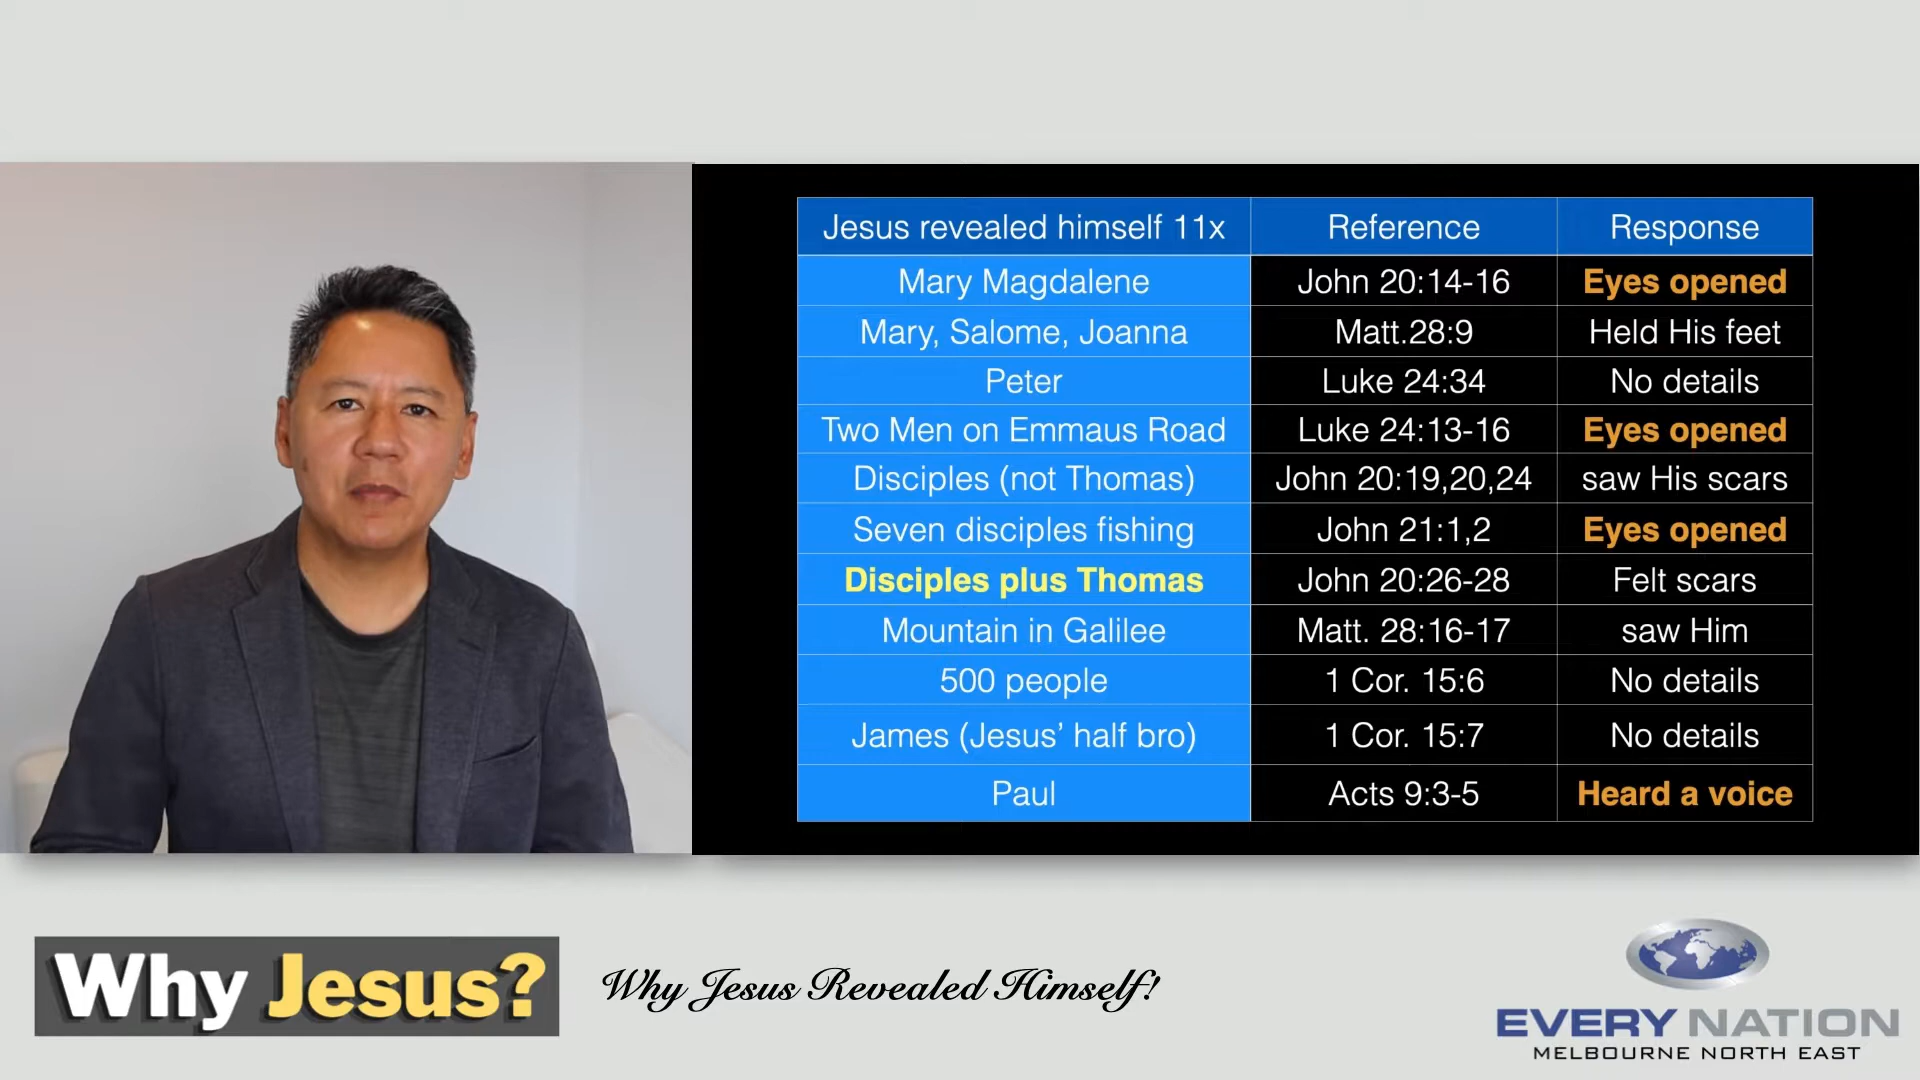 Jesus revealed himself 11x Reference Response
Mary Magdalene John 20:14-16 Eyes opened
Mary, Salome, Joanna Matt.28:9 Held His feet
Peter Luke 24:34 No details
Two Men on Emmaus Road Luke 24:13-16 Eyes opened
Disciples (not Thomas) John 20:19,20,24 saw His scars
Seven disciples fishing John 21:1,2 Eyes opened
Disciples plus Thomas John 20:26-28 Felt scars
Mountain in Galilee Matt. 28:16-17 saw Him
500 people 1 Cor. 15:6 No details
James (Jesus’ half bro) 1 Cor. 15:7 No details
Paul Acts 9:3-5 Heard a voice
Why Jesus?
Why Jesus Revealed Himself!
EVERY NATION
MELBOURNE NORTH EAST